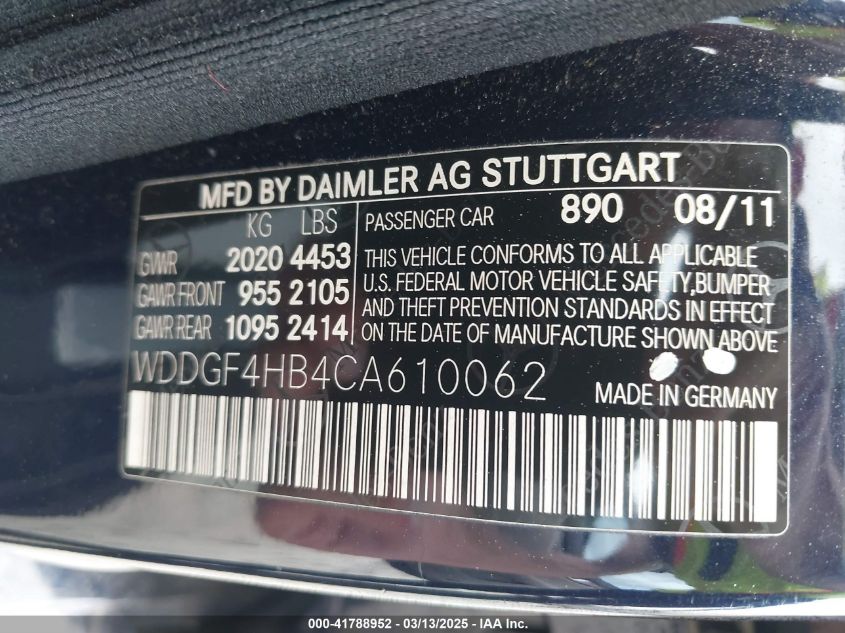 MFD BY DAIMLER AG STUTTGART
KG LBS
GVWR 2020 4453
GAWR FRONT 955 2105
GAWR REAR 1095 2414
PASSENGER CAR 890 08/11
THIS VEHICLE CONFORMS TO ALL APPLICABLE
U.S. FEDERAL MOTOR VEHICLE SAFETY,BUMPER
AND THEFT PREVENTION STANDARDS IN EFFECT
ON THE DATE OF MANUFACTURE SHOWN ABOVE.
WDDGF4HB4CA610062
MADE IN GERMANY
000-41788952 - 03/13/2025 - IAA Inc.